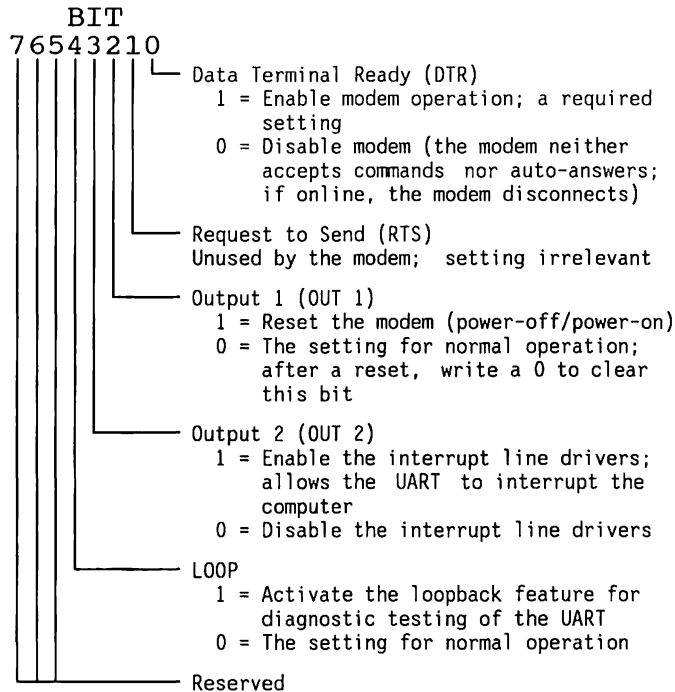 BIT
76543210
Data Terminal Ready (DTR)
1 = Enable modem operation; a required
setting
0 = Disable modem (the modem neither
accepts commands nor auto-answers;
if online, the modem disconnects)
Request to Send (RTS)
Unused by the modem; setting irrelevant
Output 1 (OUT 1)
1 = Reset the modem (power-off/power-on)
0 = The setting for normal operation;
after a reset, write a 0 to clear
this bit
Output 2 (OUT 2)
1 = Enable the interrupt line drivers;
allows the UART to interrupt the
computer
0 = Disable the interrupt line drivers
LOOP
1 = Activate the loopback feature for
diagnostic testing of the UART
0 = The setting for normal operation
Reserved